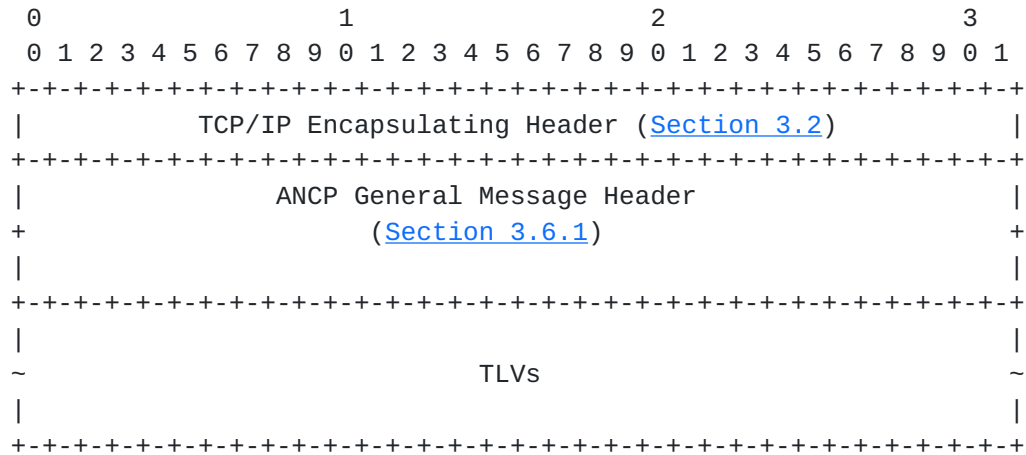 0                   1                   2                   3
 0 1 2 3 4 5 6 7 8 9 0 1 2 3 4 5 6 7 8 9 0 1 2 3 4 5 6 7 8 9 0 1
+-+-+-+-+-+-+-+-+-+-+-+-+-+-+-+-+-+-+-+-+-+-+-+-+-+-+-+-+-+-+-+-+
|           TCP/IP Encapsulating Header (Section 3.2)           |
+-+-+-+-+-+-+-+-+-+-+-+-+-+-+-+-+-+-+-+-+-+-+-+-+-+-+-+-+-+-+-+-+
|                ANCP General Message Header                    |
+                      (Section 3.6.1)                          +
|                                                               |
+-+-+-+-+-+-+-+-+-+-+-+-+-+-+-+-+-+-+-+-+-+-+-+-+-+-+-+-+-+-+-+-+
|                                                               |
~                             TLVs                              ~
|                                                               |
+-+-+-+-+-+-+-+-+-+-+-+-+-+-+-+-+-+-+-+-+-+-+-+-+-+-+-+-+-+-+-+-+